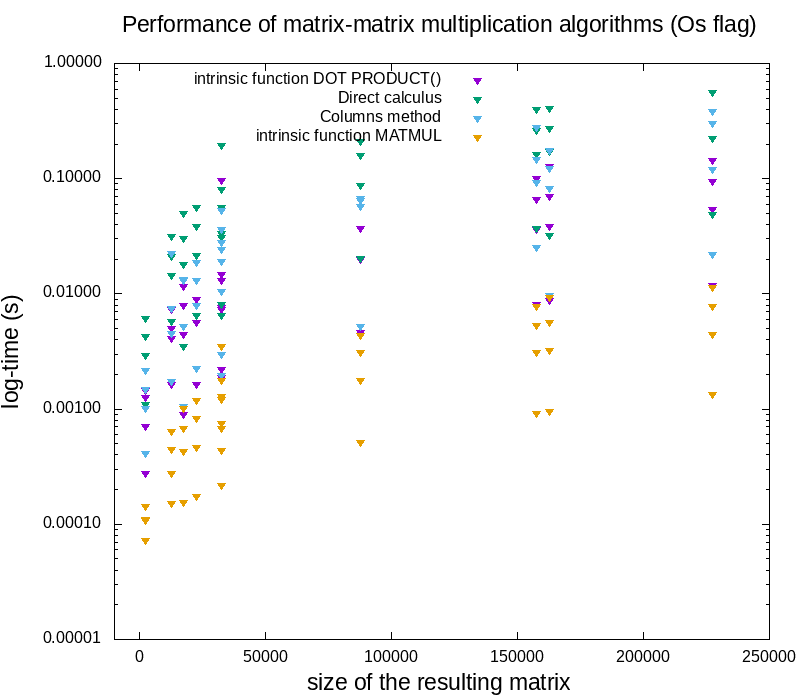 Performance of matrix-matrix multiplication algorithms (Os flag)
1.00000
0.10000
0.01000
0.00100
0.00010
0.00001
log-time (s)
intrinsic function DOT PRODUCT()
Direct calculus
Columns method
intrinsic function MATMUL
0 50000 100000 150000 200000 250000
size of the resulting matrix